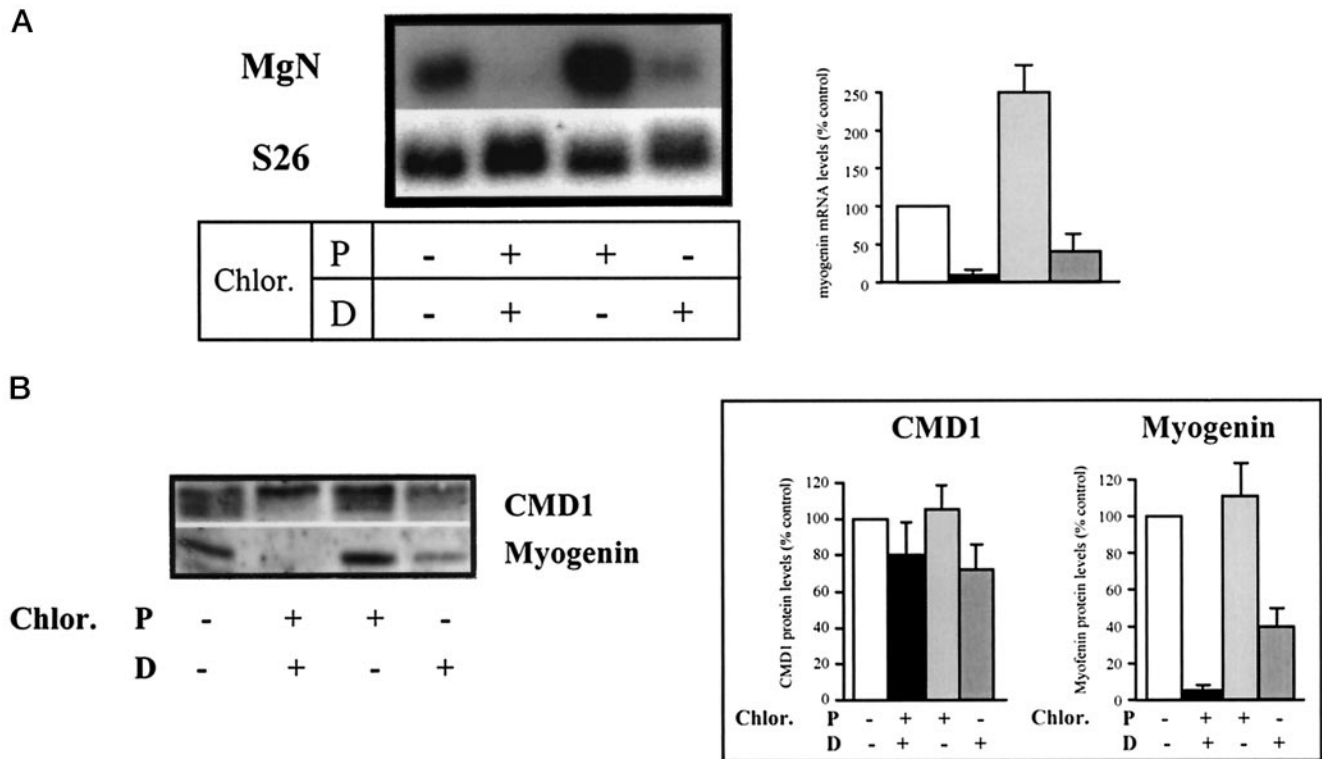 A
MgN
S26
Chlor.
P - + + -
D - + - +
myogenin mRNA levels (% control)
250
200
150
100
50
0
B
CMD1
Myogenin
Chlor. P - + + -
D - + - +
CMD1 Myogenin
CMD1 protein levels (% control)
120
100
80
60
40
20
0
Myofenin protein levels (% control)
120
100
80
60
40
20
0
Chlor. P - + + - Chlor. P - + + -
D - + - + D - + - +